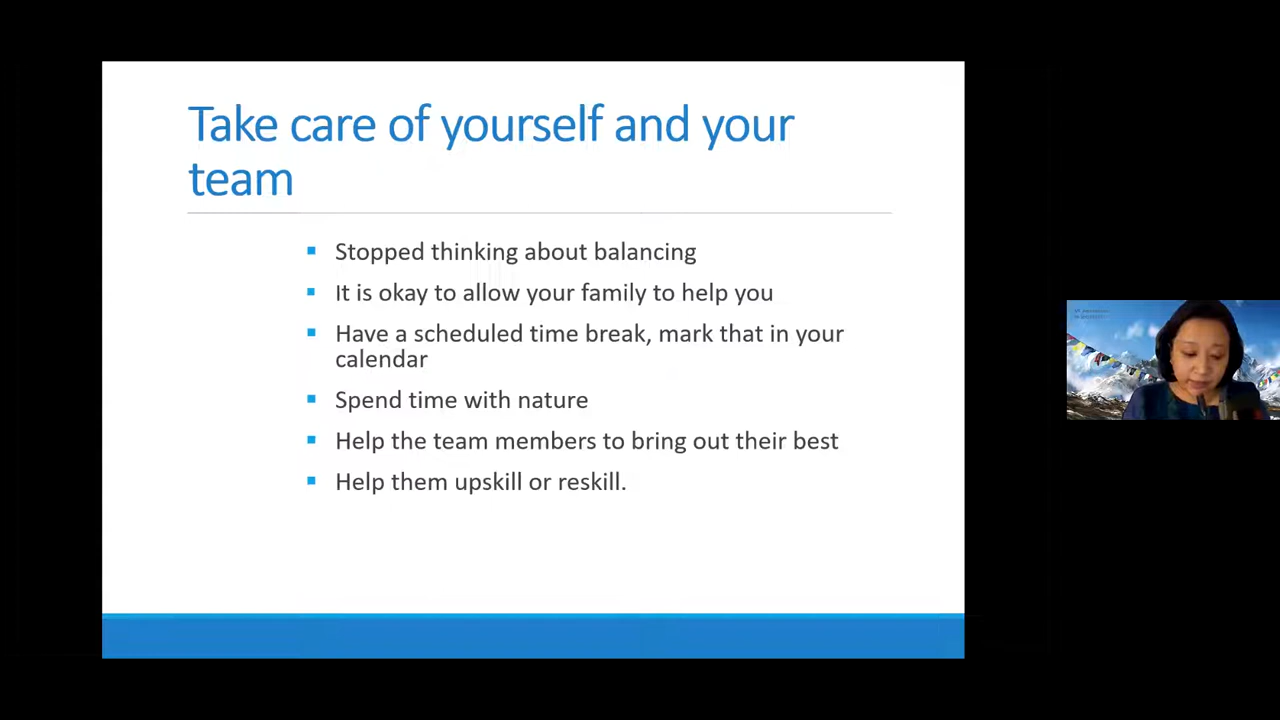 Take care of yourself and your
team
Stopped thinking about balancing
It is okay to allow your family to help you
Have a scheduled time break, mark that in your
calendar
Spend time with nature
Help the team members to bring out their best
Help them upskill or reskill.